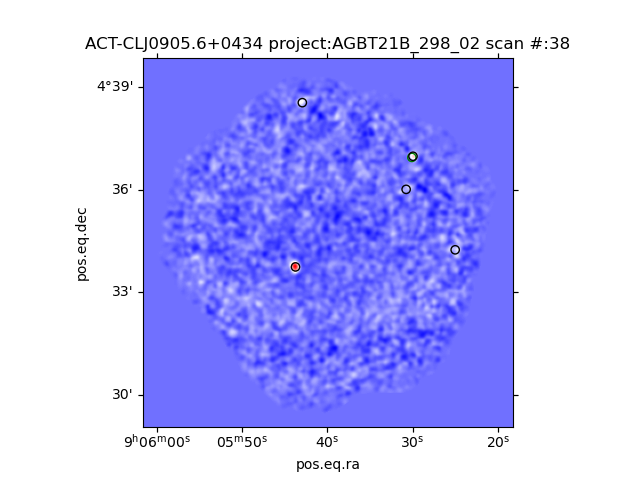 ACT-CLJ0905.6+0434 project:AGBT21B_298_02 scan #:38
4°39'
36'
33'
30'
pos.eq.dec
9ʰ06ᵐ00ˢ 05ᵐ50ˢ 40ˢ 30ˢ 20ˢ
pos.eq.ra